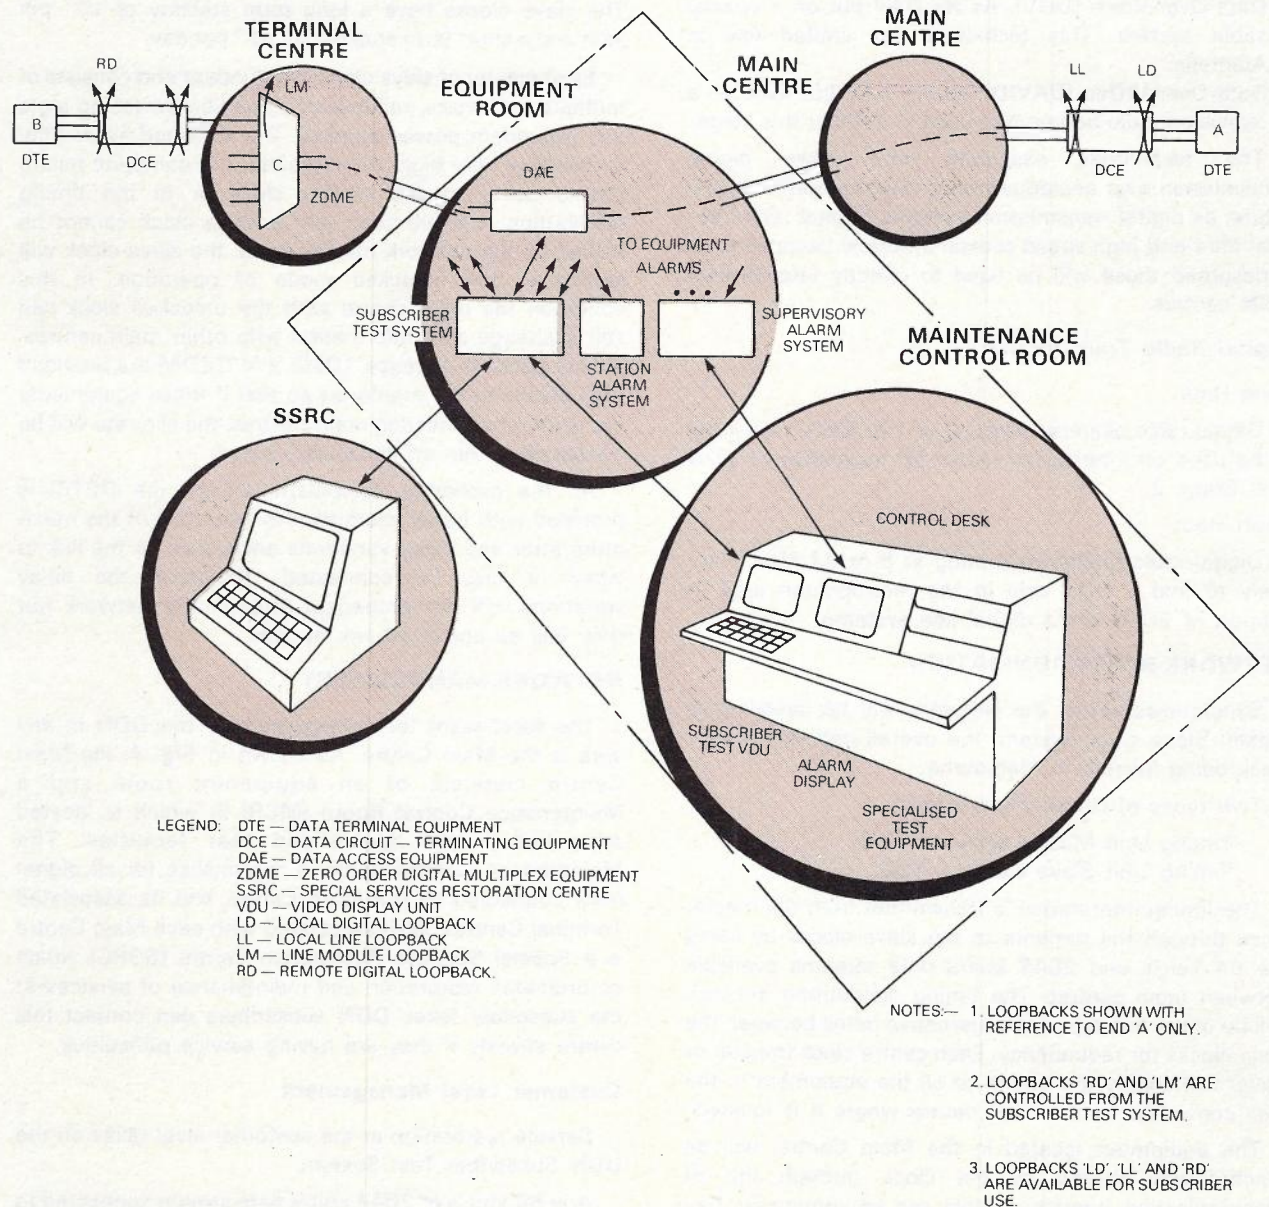 TERMINAL
CENTRE
RD
LM
B
DTE
DCE
ZDME
EQUIPMENT
ROOM
MAIN
CENTRE
MAIN
CENTRE
LL
LD
A
DCE
DTE
DAE
TO EQUIPMENT
ALARMS
SUBSCRIBER
TEST SYSTEM
STATION
ALARM
SYSTEM
SUPERVISORY
ALARM
SYSTEM
MAINTENANCE
CONTROL ROOM
SSRC
CONTROL DESK
SUBSCRIBER
TEST VDU
ALARM
DISPLAY
SPECIALISED
TEST
EQUIPMENT
LEGEND: DTE — DATA TERMINAL EQUIPMENT
DCE — DATA CIRCUIT — TERMINATING EQUIPMENT
DAE — DATA ACCESS EQUIPMENT
ZDME — ZERO ORDER DIGITAL MULTIPLEX EQUIPMENT
SSRC — SPECIAL SERVICES RESTORATION CENTRE
VDU — VIDEO DISPLAY UNIT
LD — LOCAL DIGITAL LOOPBACK
LL — LOCAL LINE LOOPBACK
LM — LINE MODULE LOOPBACK
RD — REMOTE DIGITAL LOOPBACK.
NOTES:— 1. LOOPBACKS SHOWN WITH
REFERENCE TO END 'A' ONLY.
2. LOOPBACKS 'RD' AND 'LM' ARE
CONTROLLED FROM THE
SUBSCRIBER TEST SYSTEM.
3. LOOPBACKS 'LD', 'LL' AND 'RD'
ARE AVAILABLE FOR SUBSCRIBER
USE.